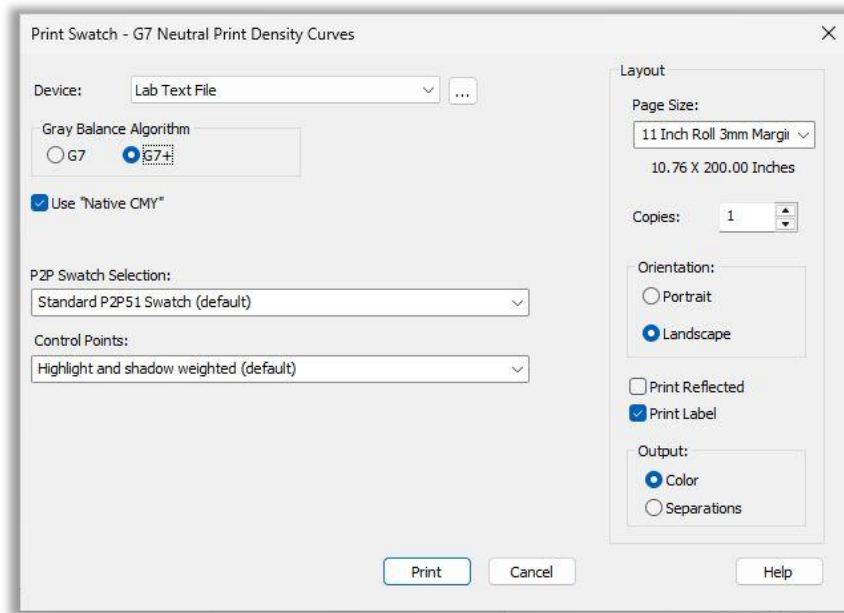 Print Swatch - G7 Neutral Print Density Curves
Device:
Lab Text File
...
Gray Balance Algorithm
G7
G7+
Use "Native CMY"
P2P Swatch Selection:
Standard P2P51 Swatch (default)
Control Points:
Highlight and shadow weighted (default)
Layout
Page Size:
11 Inch Roll 3mm Margin
10.76 X 200.00 Inches
Copies:
1
Orientation:
Portrait
Landscape
Print Reflected
Print Label
Output:
Color
Separations
Print
Cancel
Help